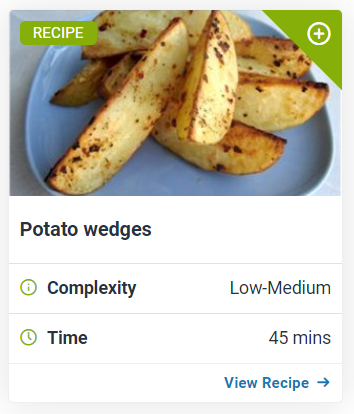 RECIPE
Potato wedges
Complexity Low-Medium
Time 45 mins
View Recipe